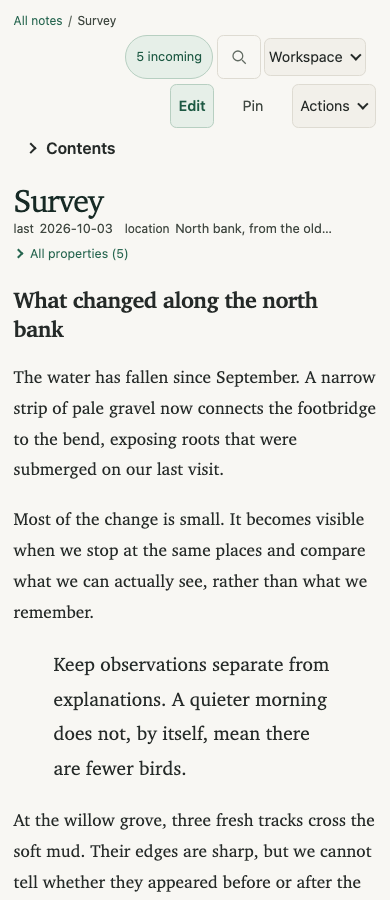 All notes / Survey
5 incoming
Workspace
Edit
Pin
Actions
Contents
Survey
last 2026-10-03 location North bank, from the old...
All properties (5)
What changed along the north
bank
The water has fallen since September. A narrow
strip of pale gravel now connects the footbridge
to the bend, exposing roots that were
submerged on our last visit.
Most of the change is small. It becomes visible
when we stop at the same places and compare
what we can actually see, rather than what we
remember.
Keep observations separate from
explanations. A quieter morning
does not, by itself, mean there
are fewer birds.
At the willow grove, three fresh tracks cross the
soft mud. Their edges are sharp, but we cannot
tell whether they appeared before or after the